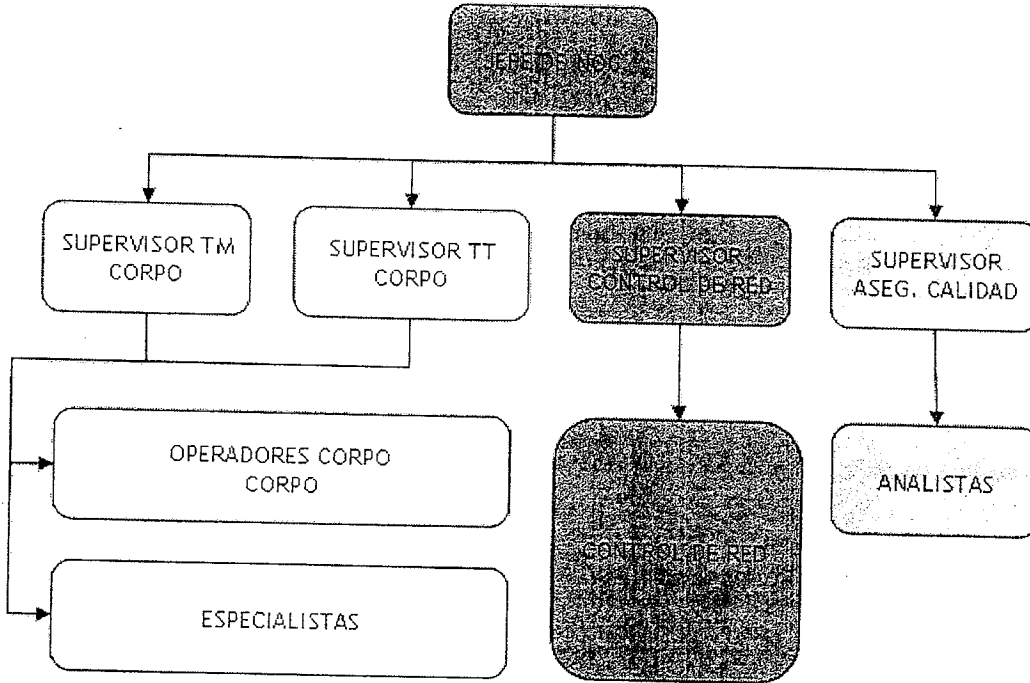 JEFE DE NOC
SUPERVISOR TM
CORPO
SUPERVISOR TT
CORPO
SUPERVISOR
CONTROL DE RED
SUPERVISOR
ASEG. CALIDAD
OPERADORES CORPO
CORPO
ESPECIALISTAS
CONTROL DE RED
ANALISTAS